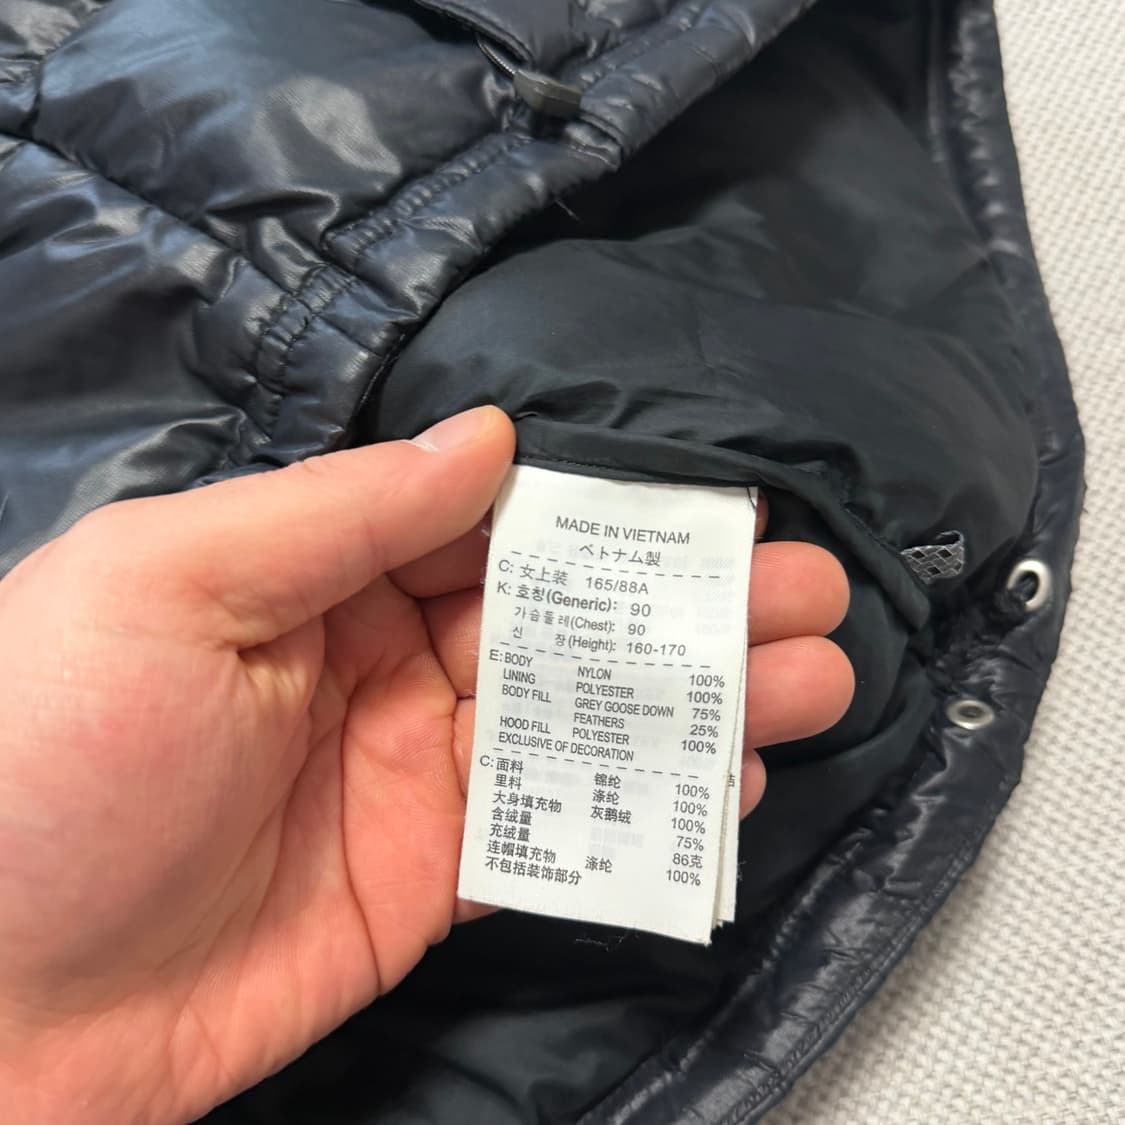 MADE IN VIETNAM
ベトナム製
C: 女上装 165/88A
K: 호칭(Generic): 90
가슴둘레(Chest): 90
신 장(Height): 160-170
E: BODY NYLON 100%
LINING POLYESTER 100%
BODY FILL GREY GOOSE DOWN 75%
FEATHERS 25%
HOOD FILL POLYESTER 100%
EXCLUSIVE OF DECORATION
C: 面料 锦纶 100%
里料 涤纶 100%
大身填充物 灰鹅绒 100%
含绒量 75%
充绒量 86克
连帽填充物 涤纶 100%
不包括装饰部分